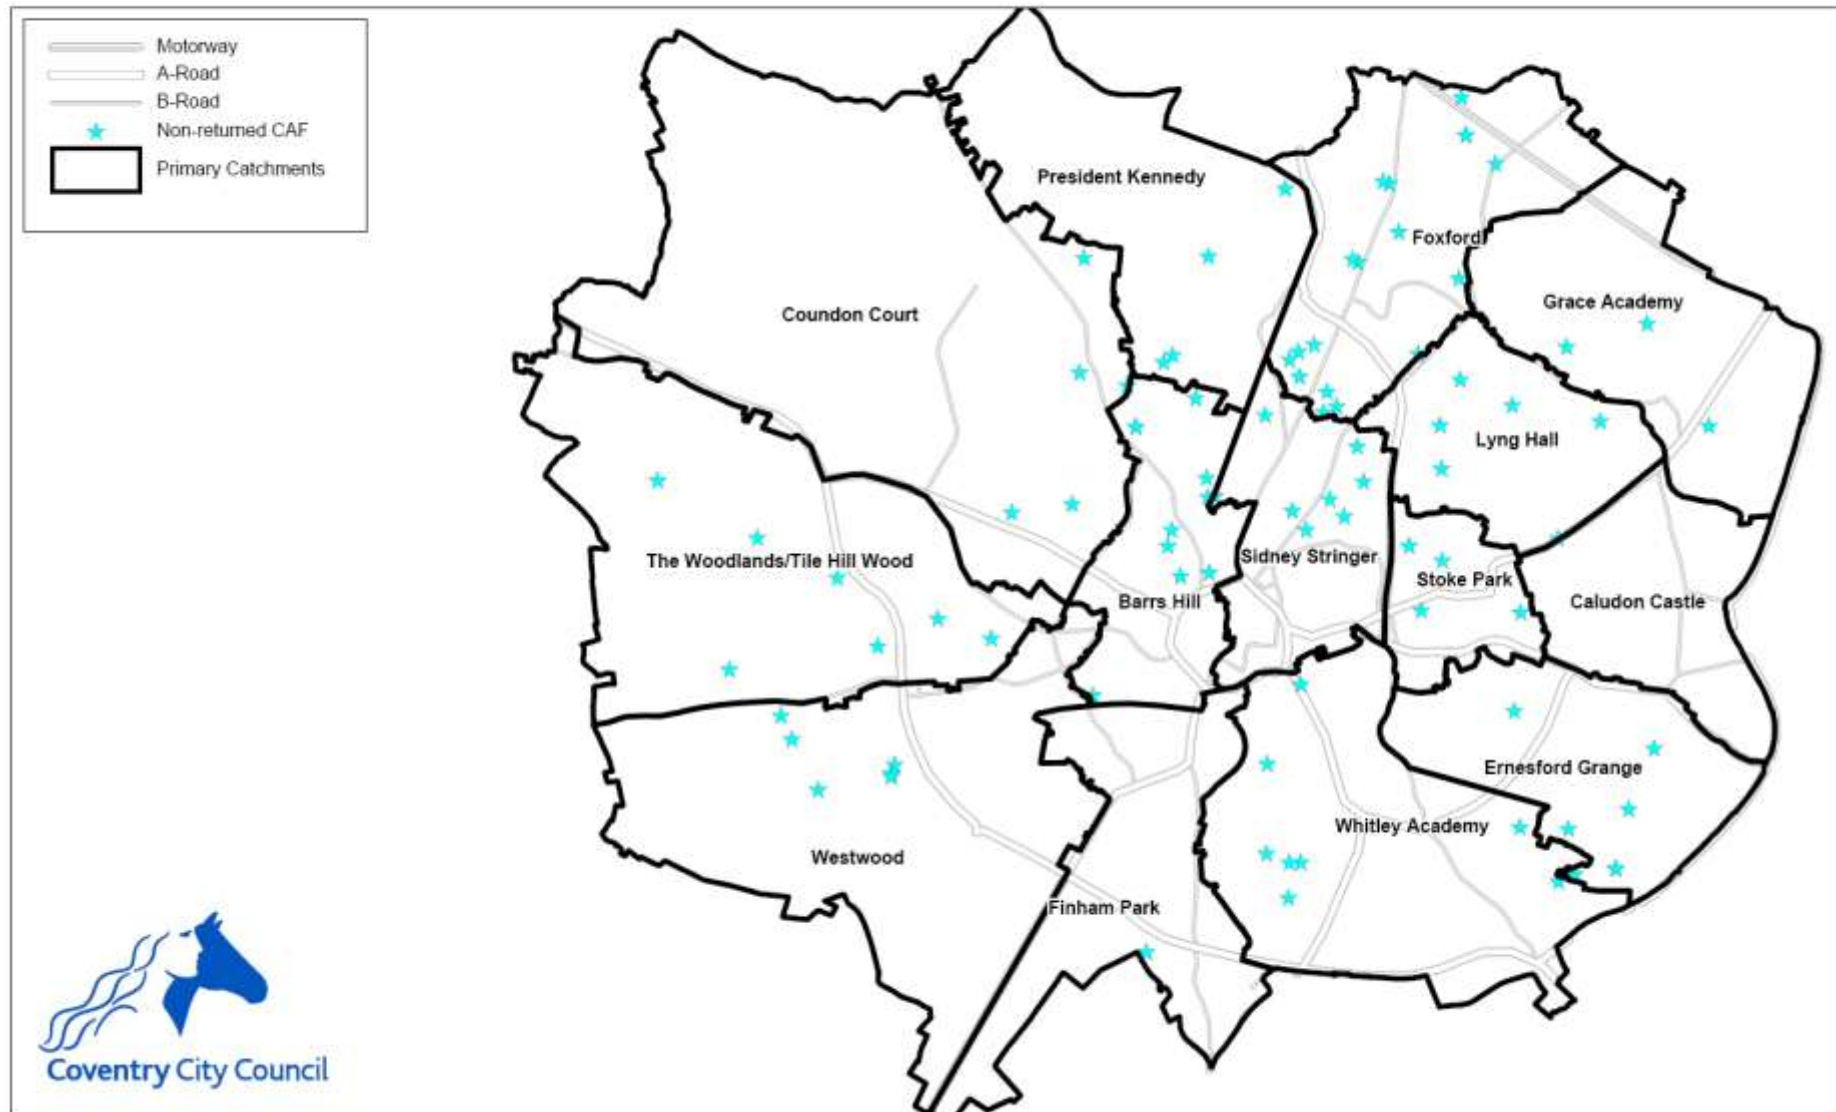 Motorway
A-Road
B-Road
Non-returned CAF
Primary Catchments
President Kennedy
Foxford
Grace Academy
Coundon Court
Lyng Hall
The Woodlands/Tile Hill Wood
Sidney Stringer
Stoke Park
Barrs Hill
Caludon Castle
Ernesford Grange
Whitley Academy
Westwood
Finham Park
Coventry City Council